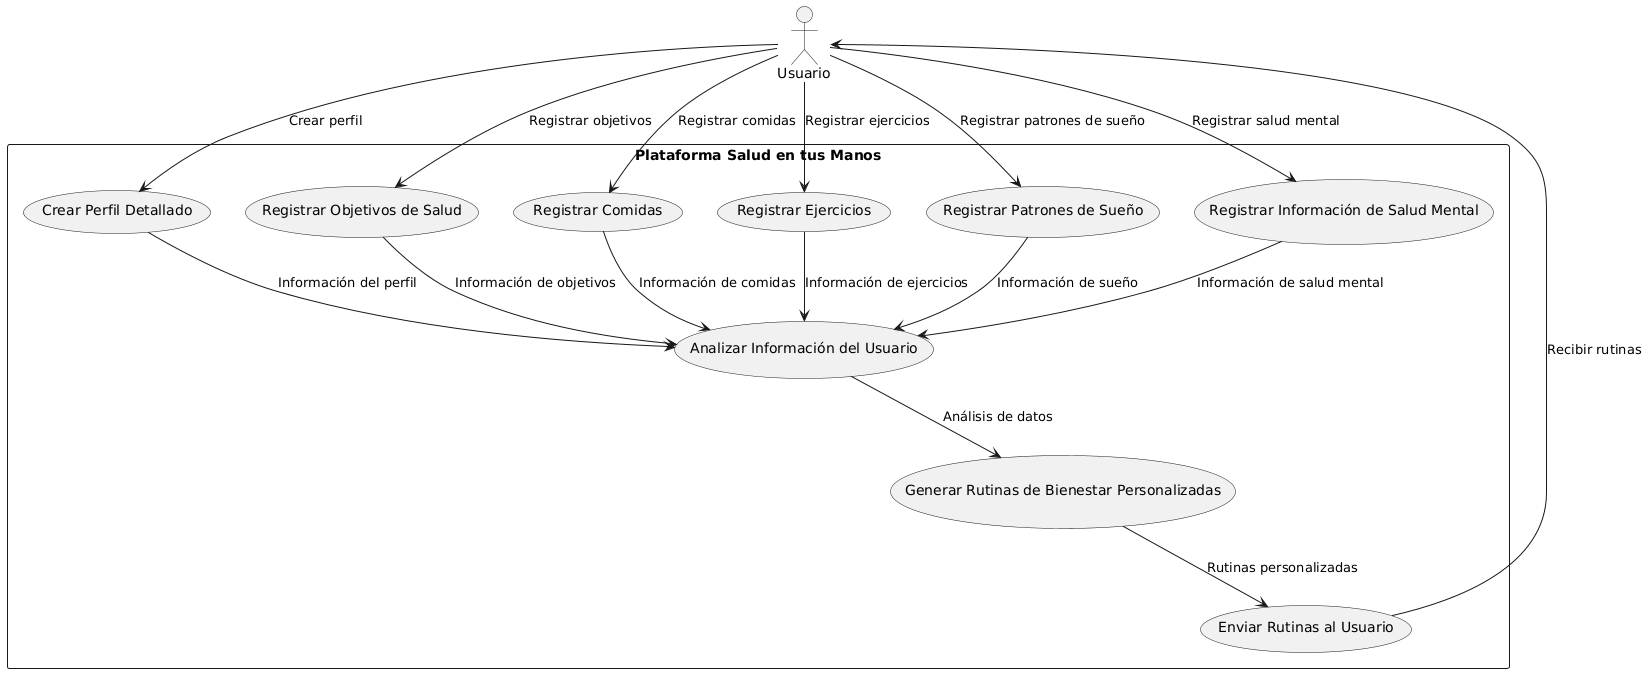 Usuario
Crear perfil
Registrar objetivos
Registrar comidas
Registrar ejercicios
Registrar patrones de sueño
Registrar salud mental
Plataforma Salud en tus Manos
Crear Perfil Detallado
Registrar Objetivos de Salud
Registrar Comidas
Registrar Ejercicios
Registrar Patrones de Sueño
Registrar Información de Salud Mental
Información del perfil
Información de objetivos
Información de comidas
Información de ejercicios
Información de sueño
Información de salud mental
Analizar Información del Usuario
Recibir rutinas
Análisis de datos
Generar Rutinas de Bienestar Personalizadas
Rutinas personalizadas
Enviar Rutinas al Usuario